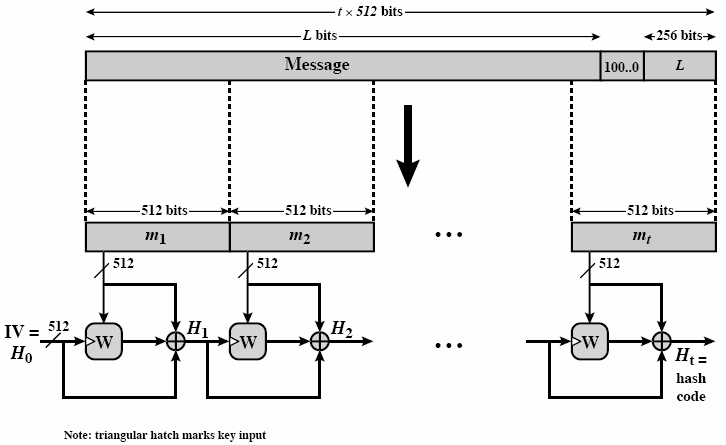 t × 512 bits
L bits
256 bits
Message
100..0
L
512 bits
512 bits
512 bits
m1
m2
...
mt
512
512
512
IV =
H0
512
>W
H1
>W
H2
...
>W
Ht =
hash
code
Note: triangular hatch marks key input